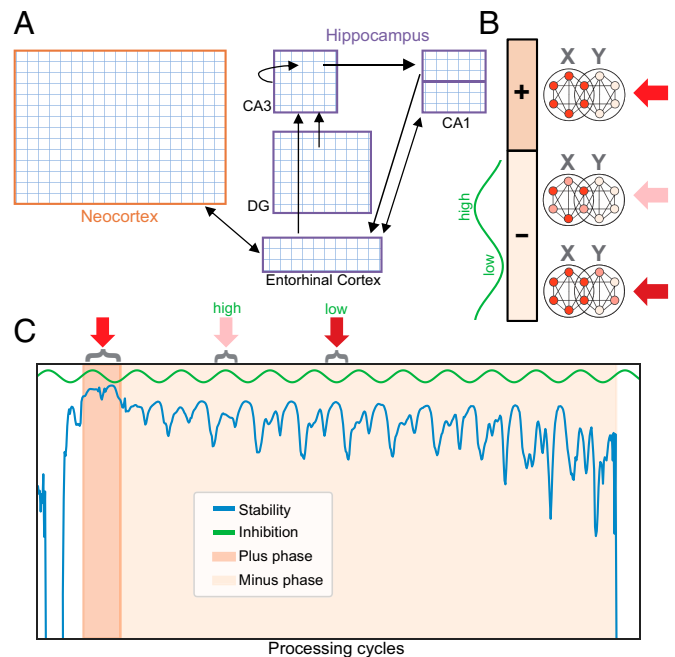 A
Hippocampus
CA3
CA1
DG
Neocortex
Entorhinal Cortex
B
X Y
+
high
X Y
−
low
X Y
C
high
low
Stability
Inhibition
Plus phase
Minus phase
Processing cycles